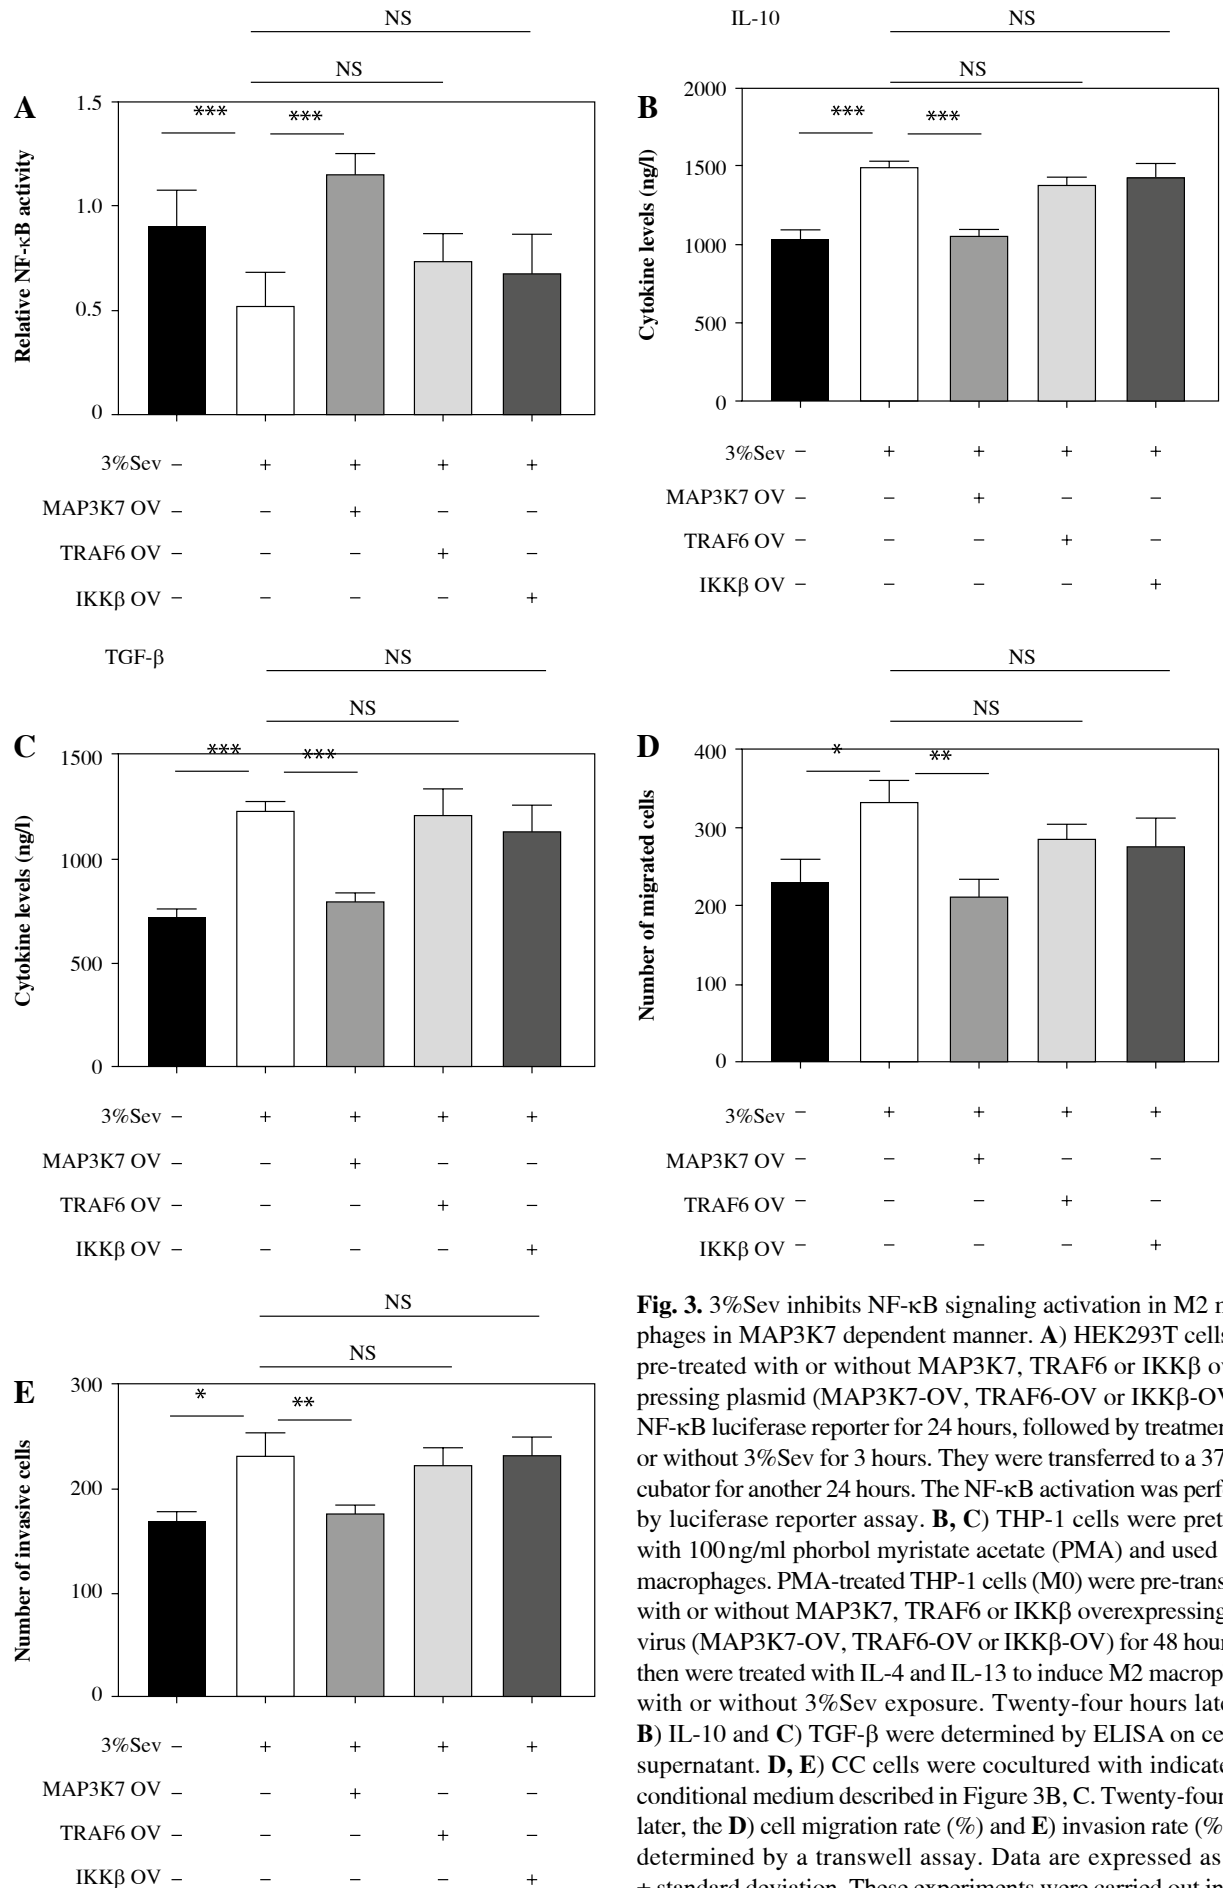 NS
NS
A
1.5
*** ***
1.0
0.5
0
Relative NF-κB activity
3%Sev – + + + +
MAP3K7 OV – – + – –
TRAF6 OV – – – + –
IKKβ OV – – – – +
IL-10
NS
NS
B
2000
*** ***
1500
1000
500
0
Cytokine levels (ng/l)
3%Sev – + + + +
MAP3K7 OV – – + – –
TRAF6 OV – – – + –
IKKβ OV – – – – +
TGF-β
NS
NS
C
1500
*** ***
1000
500
0
Cytokine levels (ng/l)
3%Sev – + + + +
MAP3K7 OV – – + – –
TRAF6 OV – – – + –
IKKβ OV – – – – +
NS
NS
D
400
* **
300
200
100
0
Number of migrated cells
3%Sev – + + + +
MAP3K7 OV – – + – –
TRAF6 OV – – – + –
IKKβ OV – – – – +
NS
NS
E
300
* **
200
100
0
Number of invasive cells
3%Sev – + + + +
MAP3K7 OV – – + – –
TRAF6 OV – – – + –
IKKβ OV – – – – +
Fig. 3. 3%Sev inhibits NF-κB signaling activation in M2
phages in MAP3K7 dependent manner. A) HEK293T cells
pre-treated with or without MAP3K7, TRAF6 or IKKβ
pressing plasmid (MAP3K7-OV, TRAF6-OV or IKKβ-OV
NF-κB luciferase reporter for 24 hours, followed by
or without 3%Sev for 3 hours. They were transferred to a 37
cubator for another 24 hours. The NF-κB activation was
by luciferase reporter assay. B, C) THP-1 cells were
with 100 ng/ml phorbol myristate acetate (PMA) and used
macrophages. PMA-treated THP-1 cells (M0) were
with or without MAP3K7, TRAF6 or IKKβ overexpressing
virus (MAP3K7-OV, TRAF6-OV or IKKβ-OV) for 48
then were treated with IL-4 and IL-13 to induce M2
with or without 3%Sev exposure. Twenty-four hours
B) IL-10 and C) TGF-β were determined by ELISA on
supernatant. D, E) CC cells were cocultured with
conditional medium described in Figure 3B, C. Twenty-four
later, the D) cell migration rate (%) and E) invasion rate (%
determined by a transwell assay. Data are expressed as
± standard deviation. These experiments were carried out